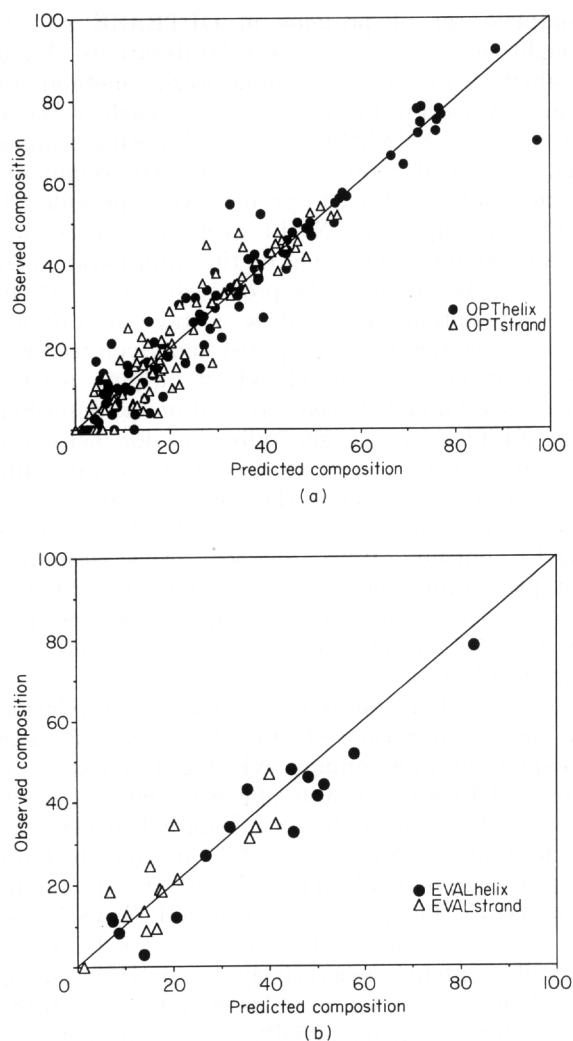 100
80
60
40
20
0
Observed composition
OPThelix
OPTstrand
20
40
60
80
100
Predicted composition
(a)
100
80
60
40
20
0
Observed composition
EVALhelix
EVALstrand
20
40
60
80
100
Predicted composition
(b)